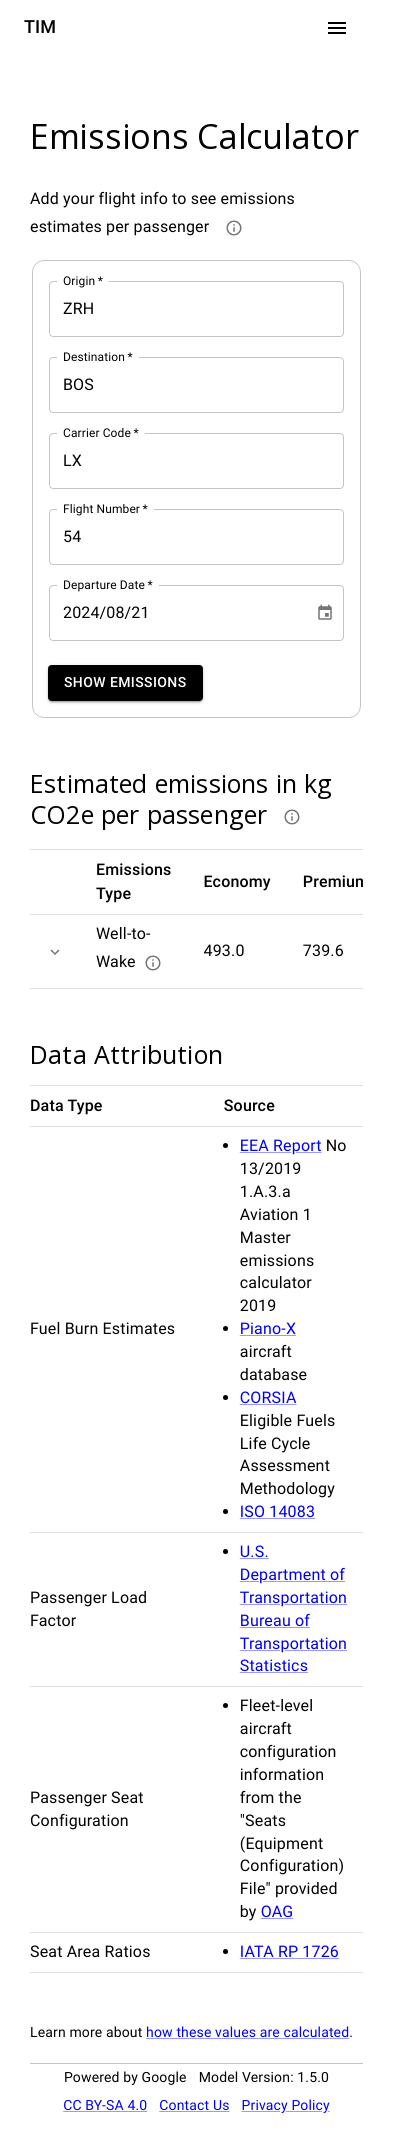 TIM
Emissions Calculator
Add your flight info to see emissions
estimates per passenger
Origin *
ZRH
Destination *
BOS
Carrier Code *
LX
Flight Number *
54
Departure Date *
2024/08/21
SHOW EMISSIONS
Estimated emissions in kg
CO2e per passenger
Emissions
Type
Economy
Premiun
Well-to-
Wake
493.0
739.6
Data Attribution
Data Type
Source
Fuel Burn Estimates
• EEA Report No
13/2019
1.A.3.a
Aviation 1
Master
emissions
calculator
2019
• Piano-X
aircraft
database
• CORSIA
Eligible Fuels
Life Cycle
Assessment
Methodology
• ISO 14083
Passenger Load
Factor
• U.S.
Department of
Transportation
Bureau of
Transportation
Statistics
Passenger Seat
Configuration
• Fleet-level
aircraft
configuration
information
from the
"Seats
(Equipment
Configuration)
File" provided
by OAG
Seat Area Ratios
• IATA RP 1726
Learn more about how these values are calculated.
Powered by Google Model Version: 1.5.0
CC BY-SA 4.0 Contact Us Privacy Policy